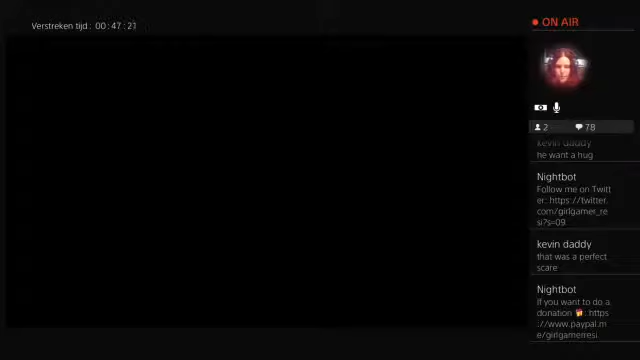 Verstreken tijd: 00:47:21
ON AIR
2 78
kevin daddy
he want a hug
Nightbot
Follow me on Twitt
er: https://twitter.
com/girlgamer_re
si?s=09
kevin daddy
that was a perfect
scare
Nightbot
If you want to do a
donation 🎁: https
://www.paypal.m
e/girlgamerresi